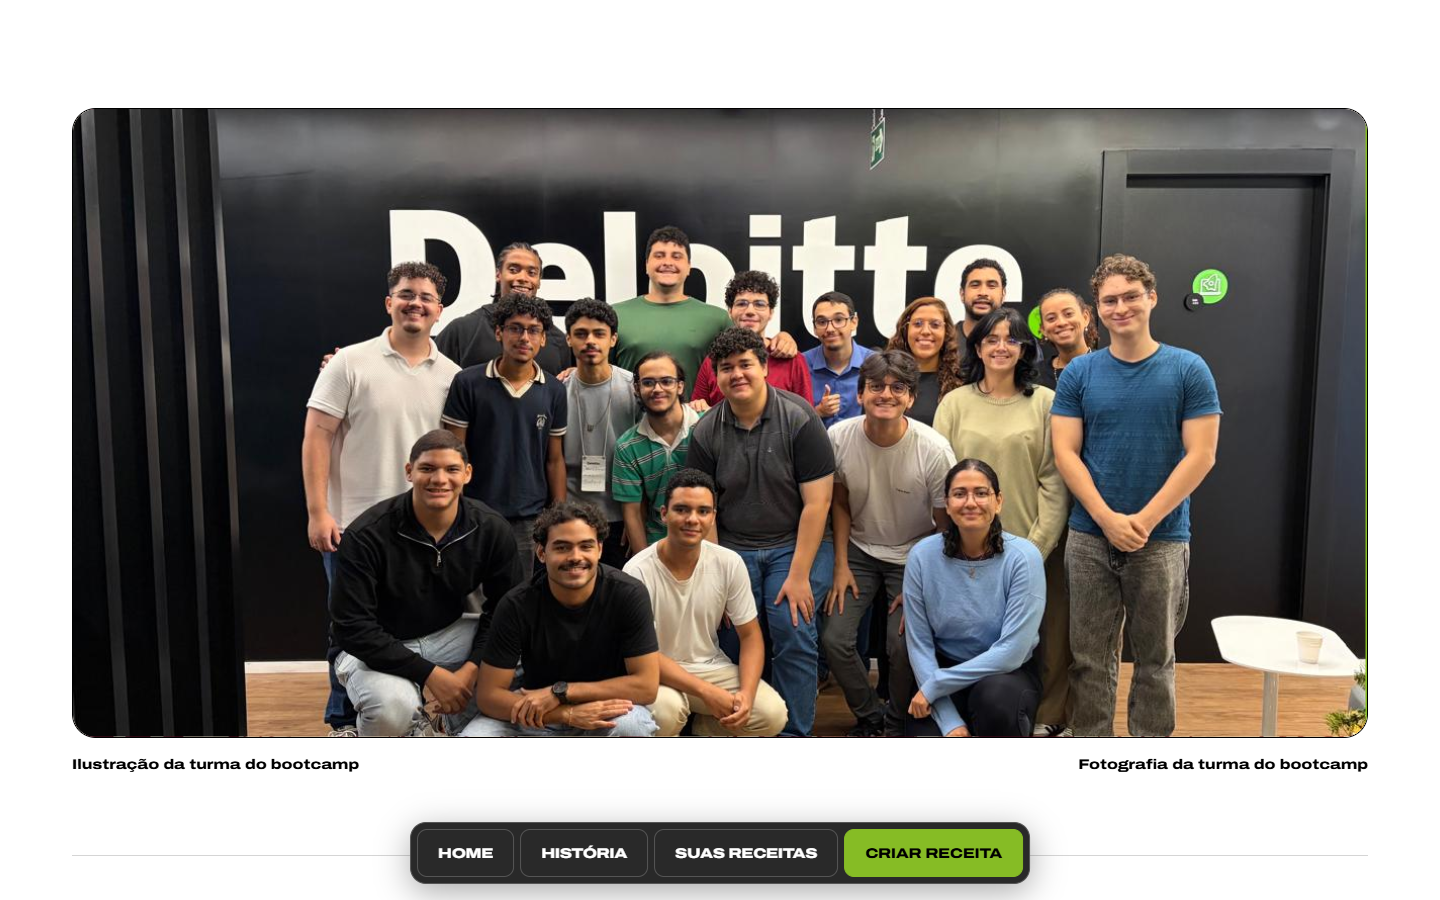 Deloitte
Ilustração da turma do bootcamp
Fotografia da turma do bootcamp
HOME
HISTÓRIA
SUAS RECEITAS
CRIAR RECEITA